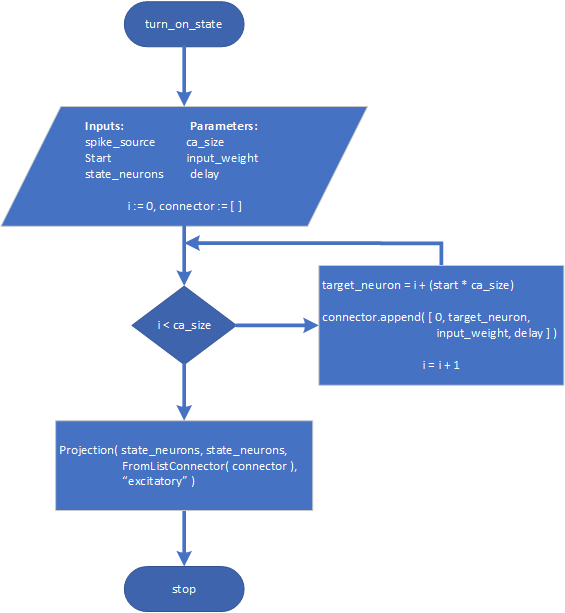 turn_on_state
Inputs: Parameters:
spike_source ca_size
Start input_weight
state_neurons delay
i := 0, connector := [ ]
i < ca_size
target_neuron = i + (start * ca_size)
connector.append( [ 0, target_neuron,
input_weight, delay ] )
i = i + 1
Projection( state_neurons, state_neurons,
FromListConnector( connector ),
“excitatory” )
stop